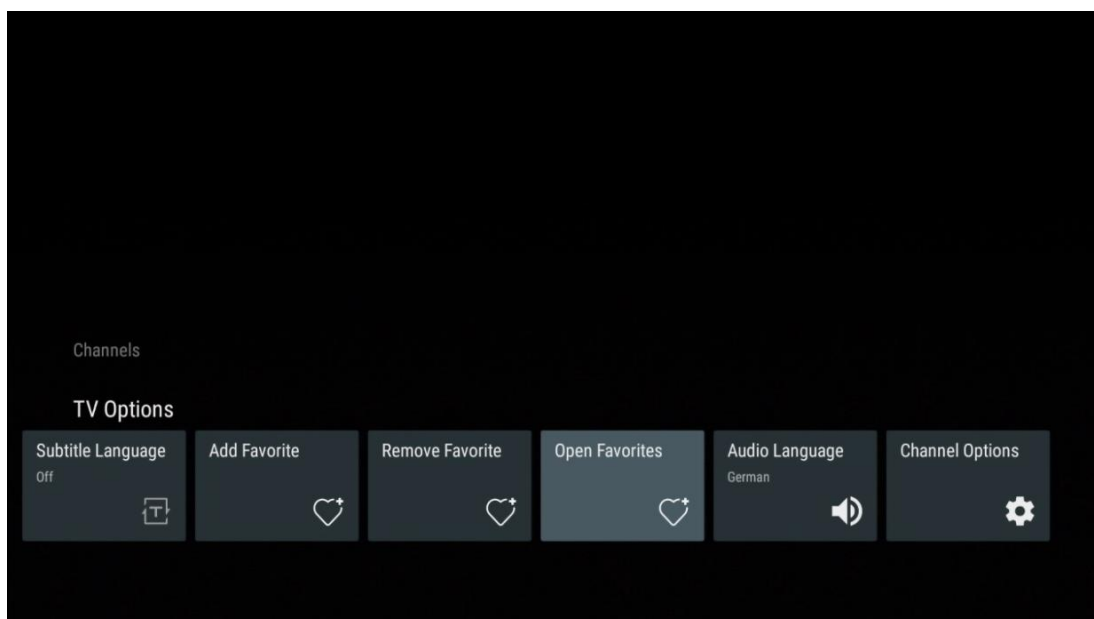 Channels
TV Options
Subtitle Language
Off
Add Favorite
Remove Favorite
Open Favorites
Audio Language
German
Channel Options